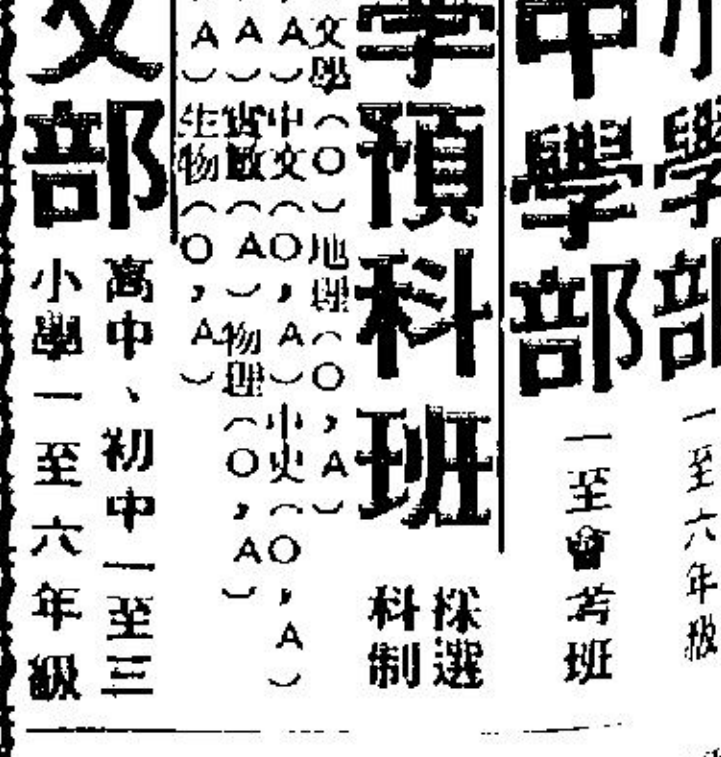 小學部
一至六年級
中學部
一至會考班
學預科班
採選
科制
文學（O）地理（O，A）
A）中文（O，A）史（O，A）
A）（A）物理（O，A）
A）生物（O，A）
文部
高中、初中一至三
小學一至六年級